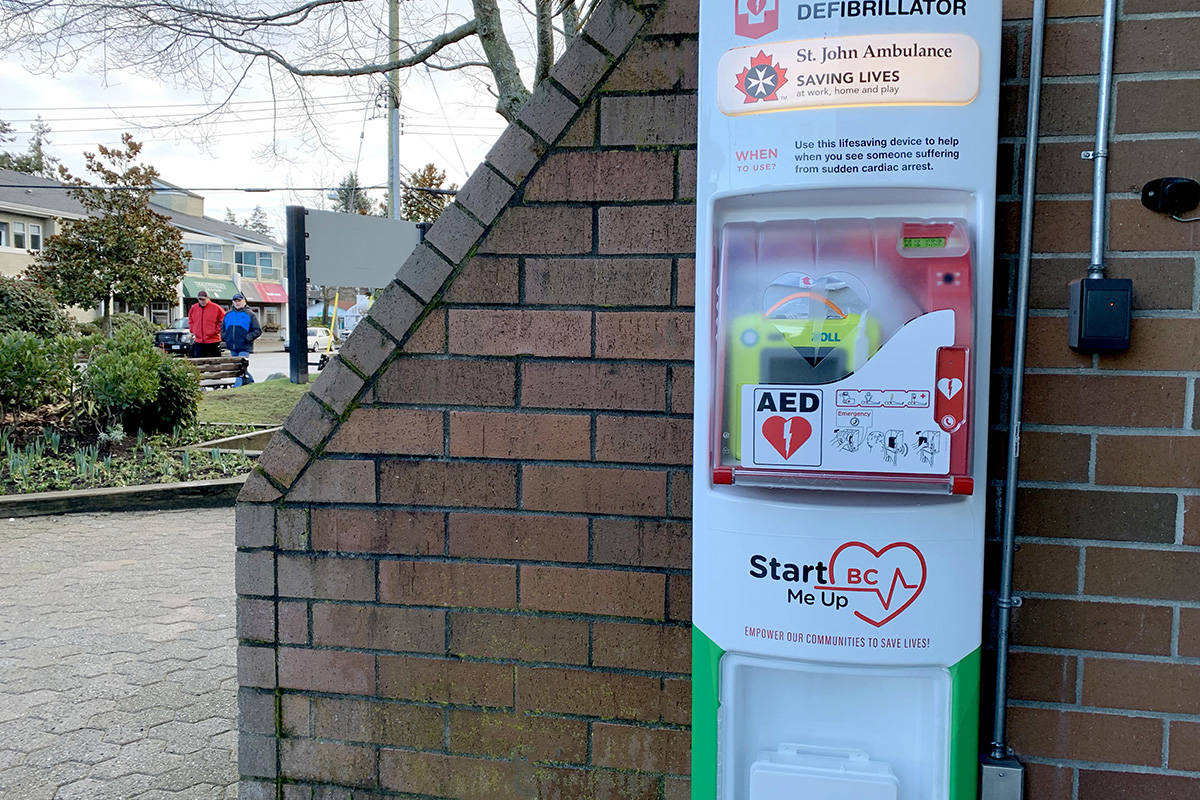 DEFIBRILLATOR
St. John Ambulance
SAVING LIVES
at work, home and play
WHEN
TO USE?
Use this lifesaving device to help
when you see someone suffering
from sudden cardiac arrest.
ZOLL
AED
Emergency
Start
Me Up
BC
EMPOWER OUR COMMUNITIES TO SAVE LIVES!